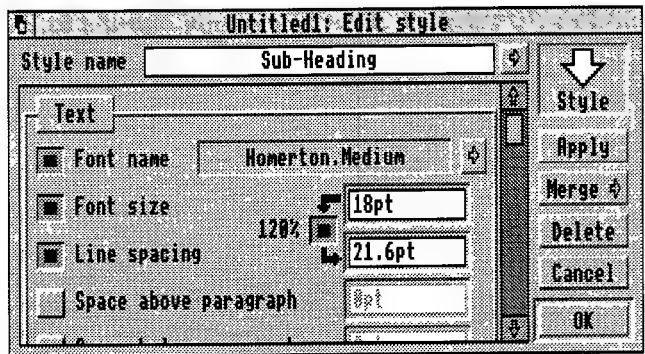 Untitled1: Edit style
Style name
Sub-Heading
Style
Text
Font name
Homerton.Medium
Apply
Font size
18pt
Merge
120%
Line spacing
21.6pt
Delete
Cancel
Space above paragraph
0pt
OK